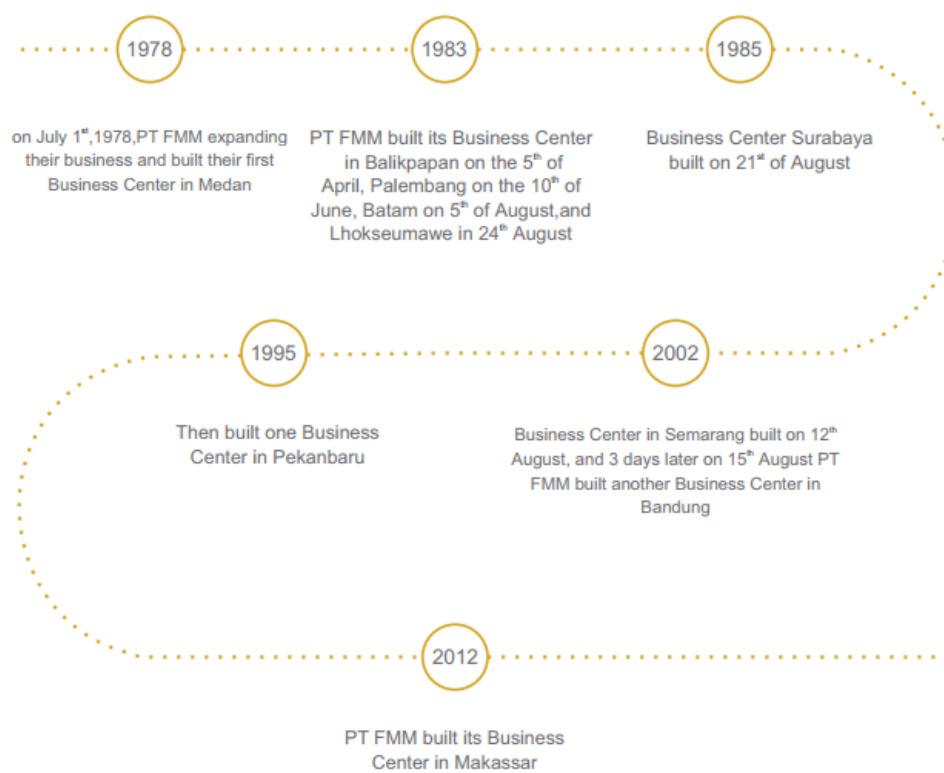 1978
on July 1st,1978,PT FMM expanding
their business and built their first
Business Center in Medan
1983
PT FMM built its Business Center
in Balikpapan on the 5th of
April, Palembang on the 10th of
June, Batam on 5th of August,and
Lhokseumawe in 24th August
1985
Business Center Surabaya
built on 21st of August
1995
Then built one Business
Center in Pekanbaru
2002
Business Center in Semarang built on 12th
August, and 3 days later on 15th August PT
FMM built another Business Center in
Bandung
2012
PT FMM built its Business
Center in Makassar